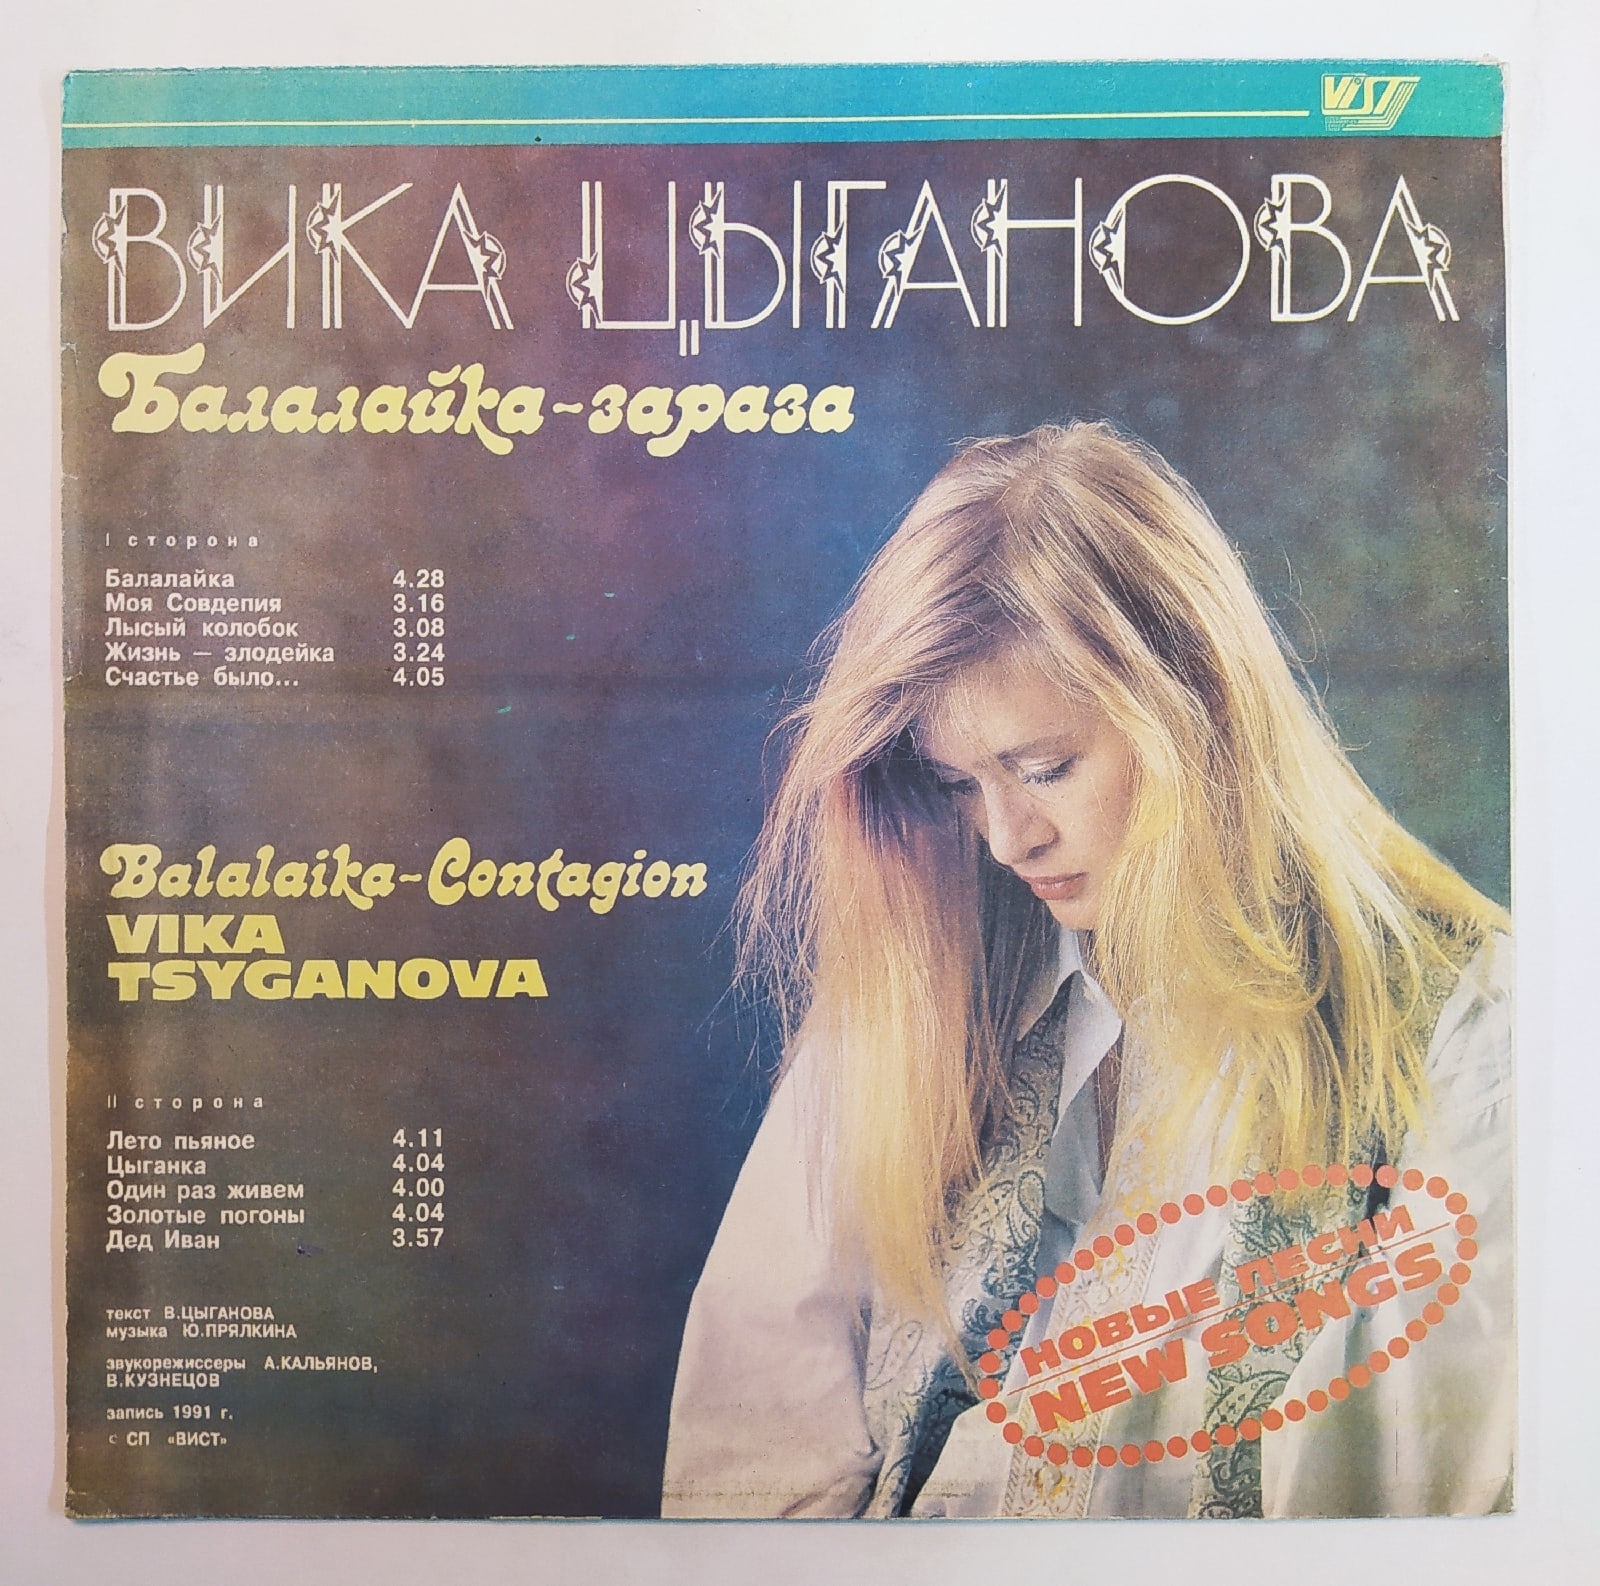 ViST
ВИКА ЦЫГАНОВА
Балалайка-зараза
I сторона
Балалайка 4.28
Моя Совдепия 3.16
Лысый колобок 3.08
Жизнь — злодейка 3.24
Счастье было... 4.05
Balalaika-Contagion
VIKA
TSYGANOVA
II сторона
Лето пьяное 4.11
Цыганка 4.04
Один раз живем 4.00
Золотые погоны 4.04
Дед Иван 3.57
текст В.ЦЫГАНОВА
музыка Ю.ПРЯЛКИНА
звукорежиссеры А.КАЛЬЯНОВ,
В.КУЗНЕЦОВ
запись 1991 г.
с СП «ВИСТ»
НОВЫЕ ПЕСНИ
NEW SONGS